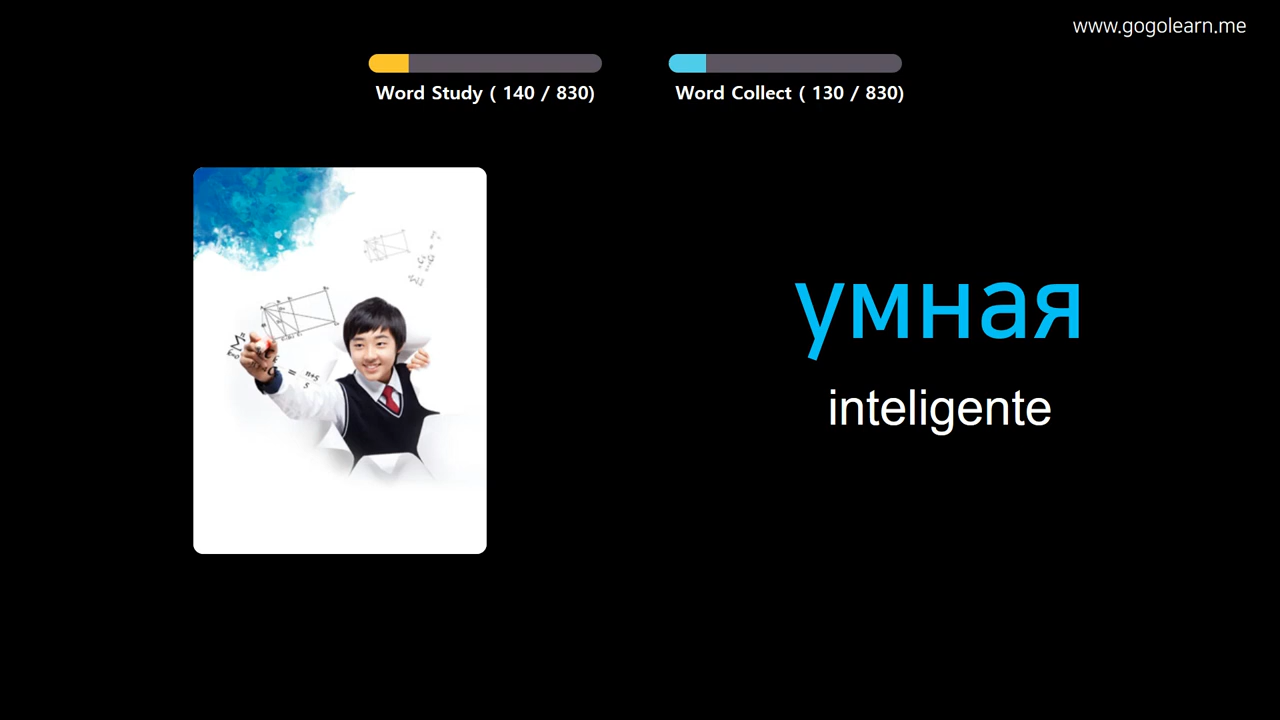 www.gogolearn.me
Word Study ( 140 / 830)
Word Collect ( 130 / 830)
умная
inteligente